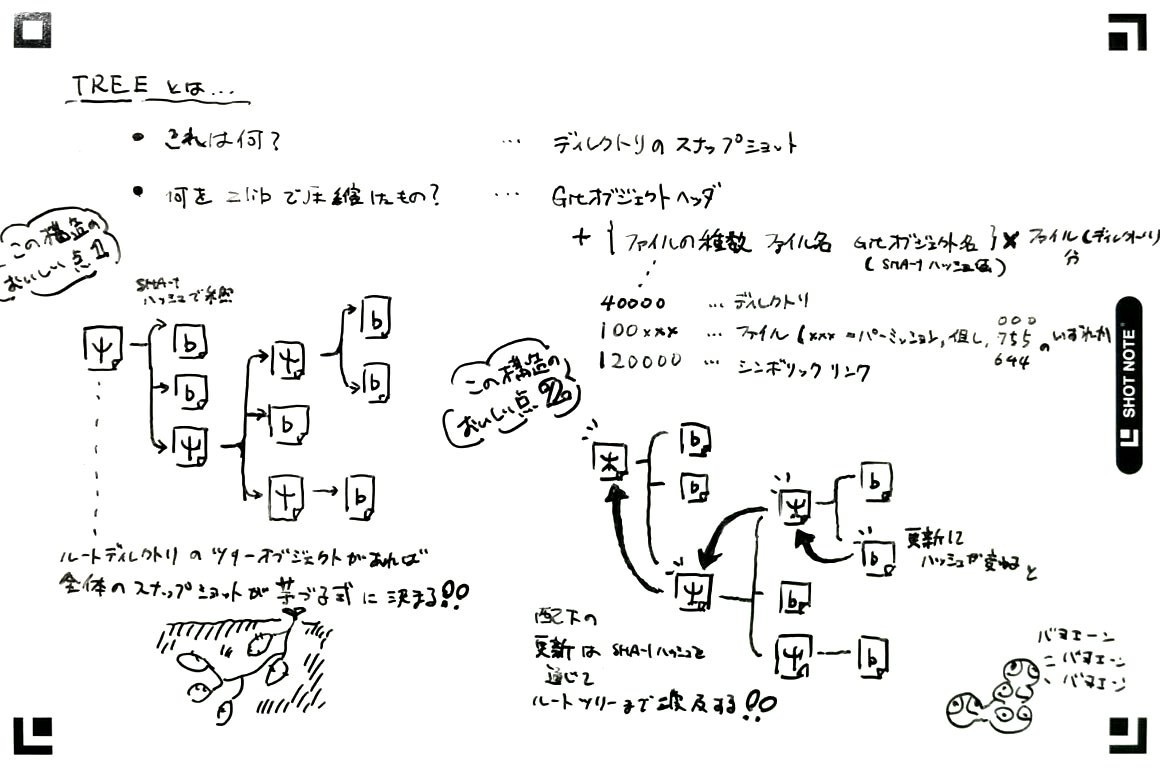 TREE とは...
• これは何? ... ディレクトリのスナップショット
• 何を zlib で圧縮したもの? ... Gitオブジェクトヘッダ
+ { ファイルの種数 ファイル名 Gitオブジェクト名 } × ファイル(ディレクトリ)分
(SHA-1 ハッシュ値)
40000 ... ディレクトリ
100xxx ... ファイル (xxx = パーミッション, 但し, 000 755 644 のいずれか
120000 ... シンボリックリンク
この構造の
おいしい点 1
SHA-1
ハッシュで参照
木 b b 木 木 b 木 b b b
ルートディレクトリのツリーオブジェクトがあれば
全体のスナップショットが芋づる式に決まる!!
この構造の
おいしい点 2
木 b b 木 木 b 木 b b b
更新して
ハッシュが変わると
配下の
更新は SHA-1ハッシュを
通じて
ルートツリーまで波及する!!
バヨエーン
バヨエーン
バヨエーン
SHOT NOTE